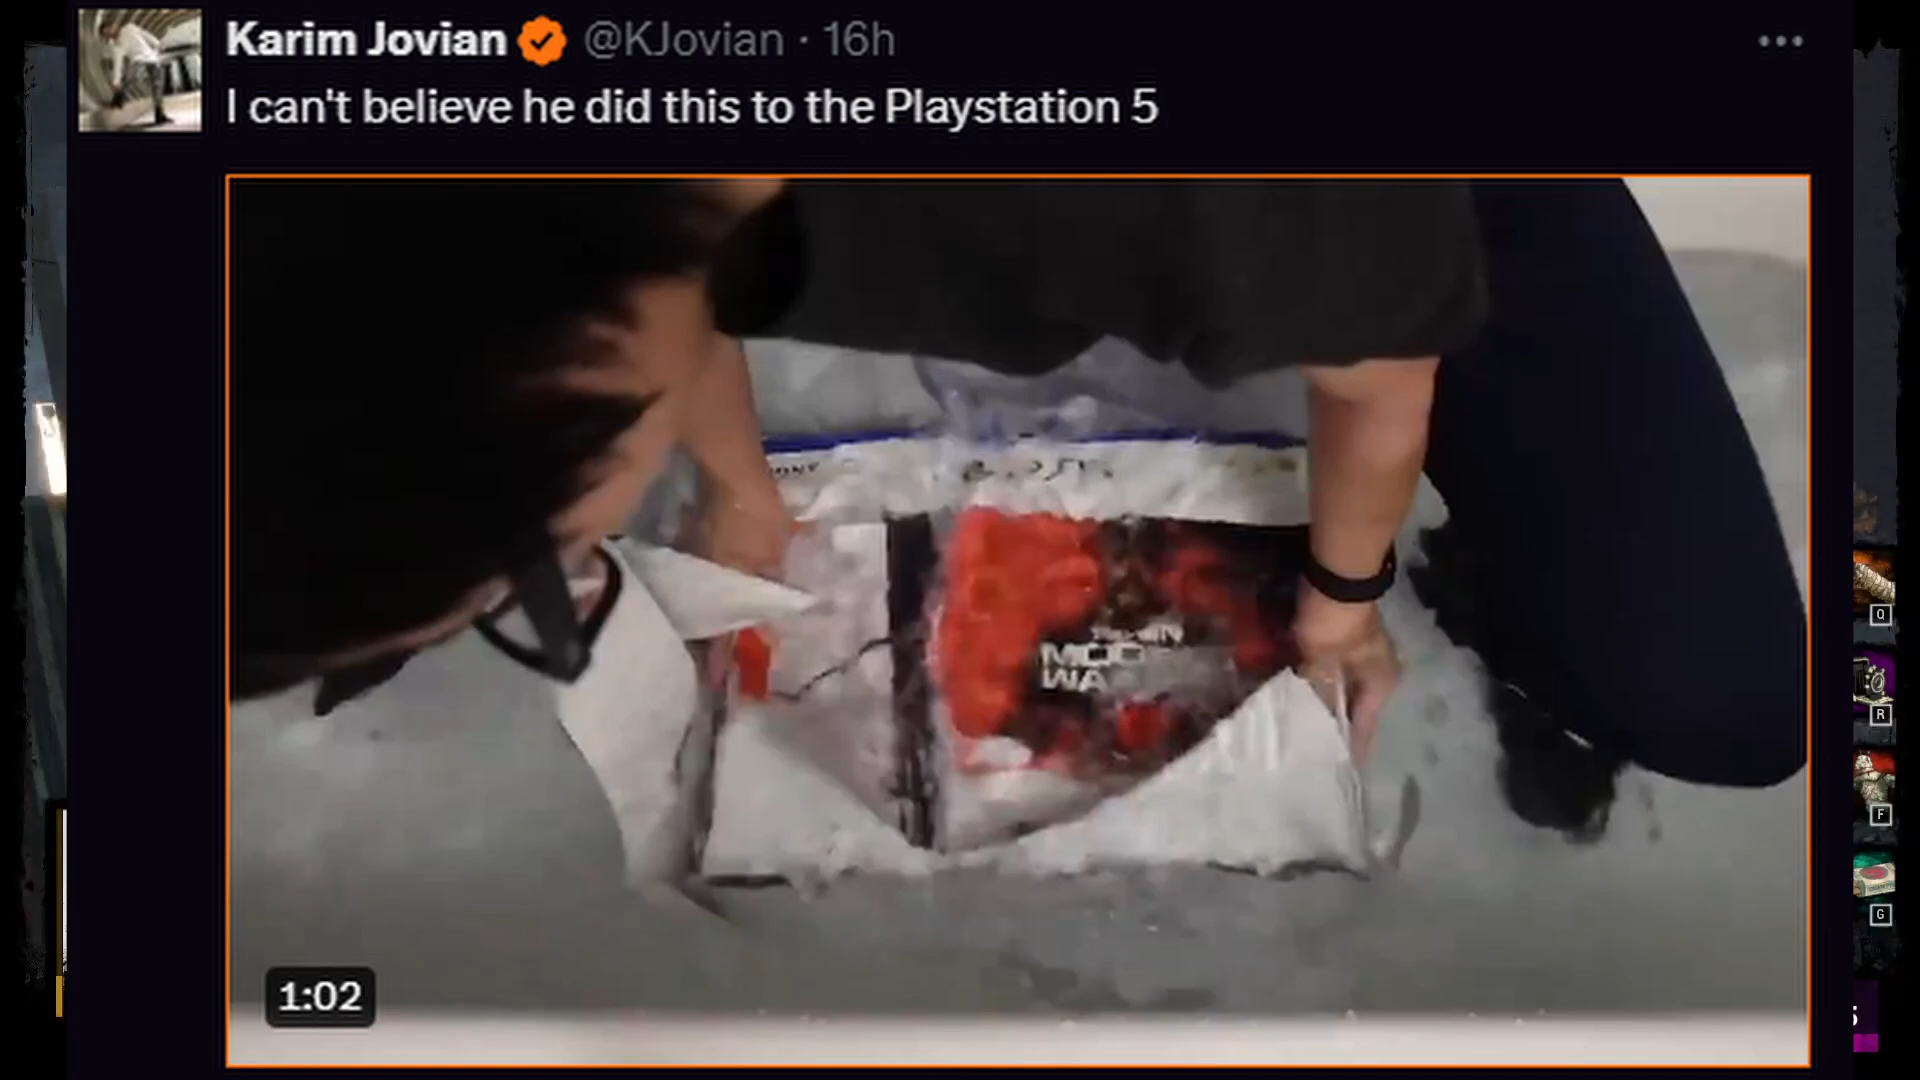 Karim Jovian @KJovian · 16h
I can't believe he did this to the Playstation 5
1:02
Q
R
F
G